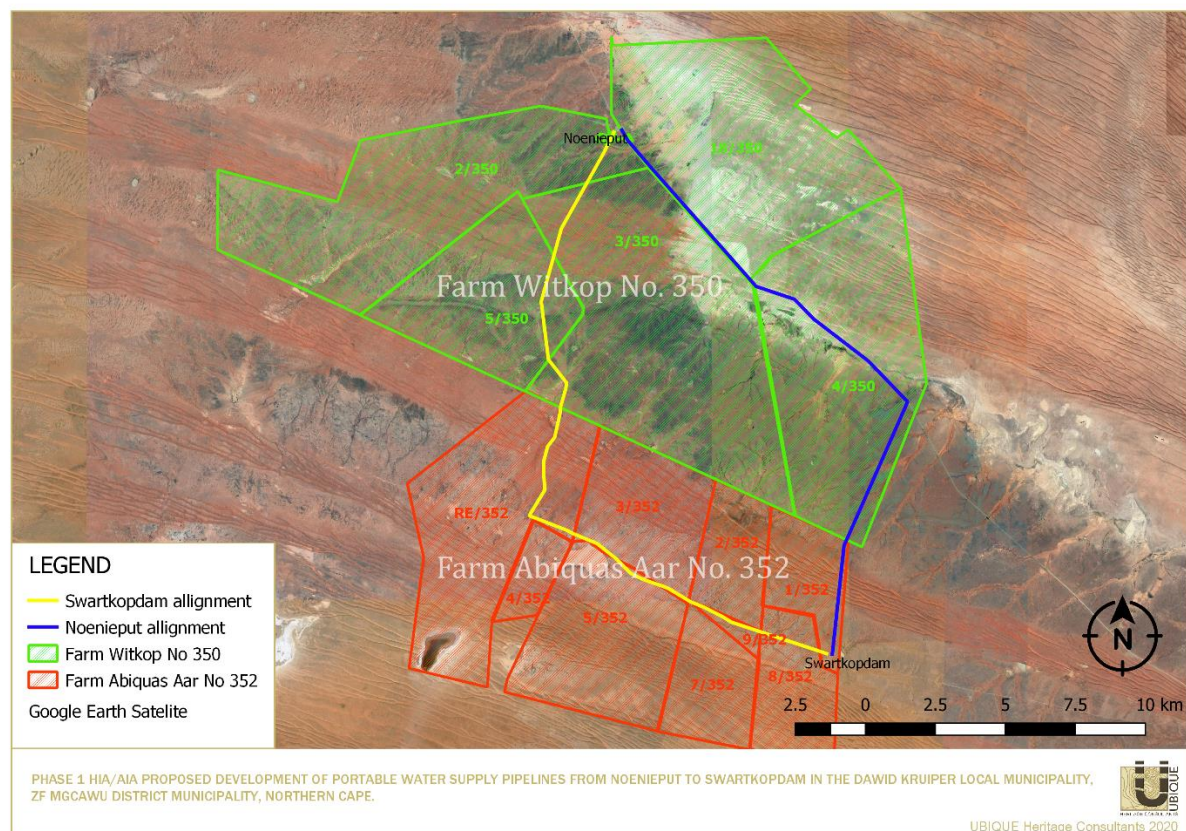 Noenieput
2/350
3/350
Farm Witkop No. 350
5/350
4/350
RE/352
3/352
2/352
Farm Abiquas Aar No. 352
1/352
4/352
5/352
9/352
Swartkopdam
8/352
7/352
LEGEND
Swartkopdam allignment
Noenieput allignment
Farm Witkop No 350
Farm Abiquas Aar No 352
Google Earth Satelite
N
2.5 0 2.5 5 7.5 10 km
PHASE 1 HIA/AIA PROPOSED DEVELOPMENT OF PORTABLE WATER SUPPLY PIPELINES FROM NOENIEPUT TO SWARTKOPDAM IN THE DAWID KRUIPER LOCAL MUNICIPALITY,
ZF MGCAWU DISTRICT MUNICIPALITY, NORTHERN CAPE.
UBIQUE
UBIQUE Heritage Consultants 2020